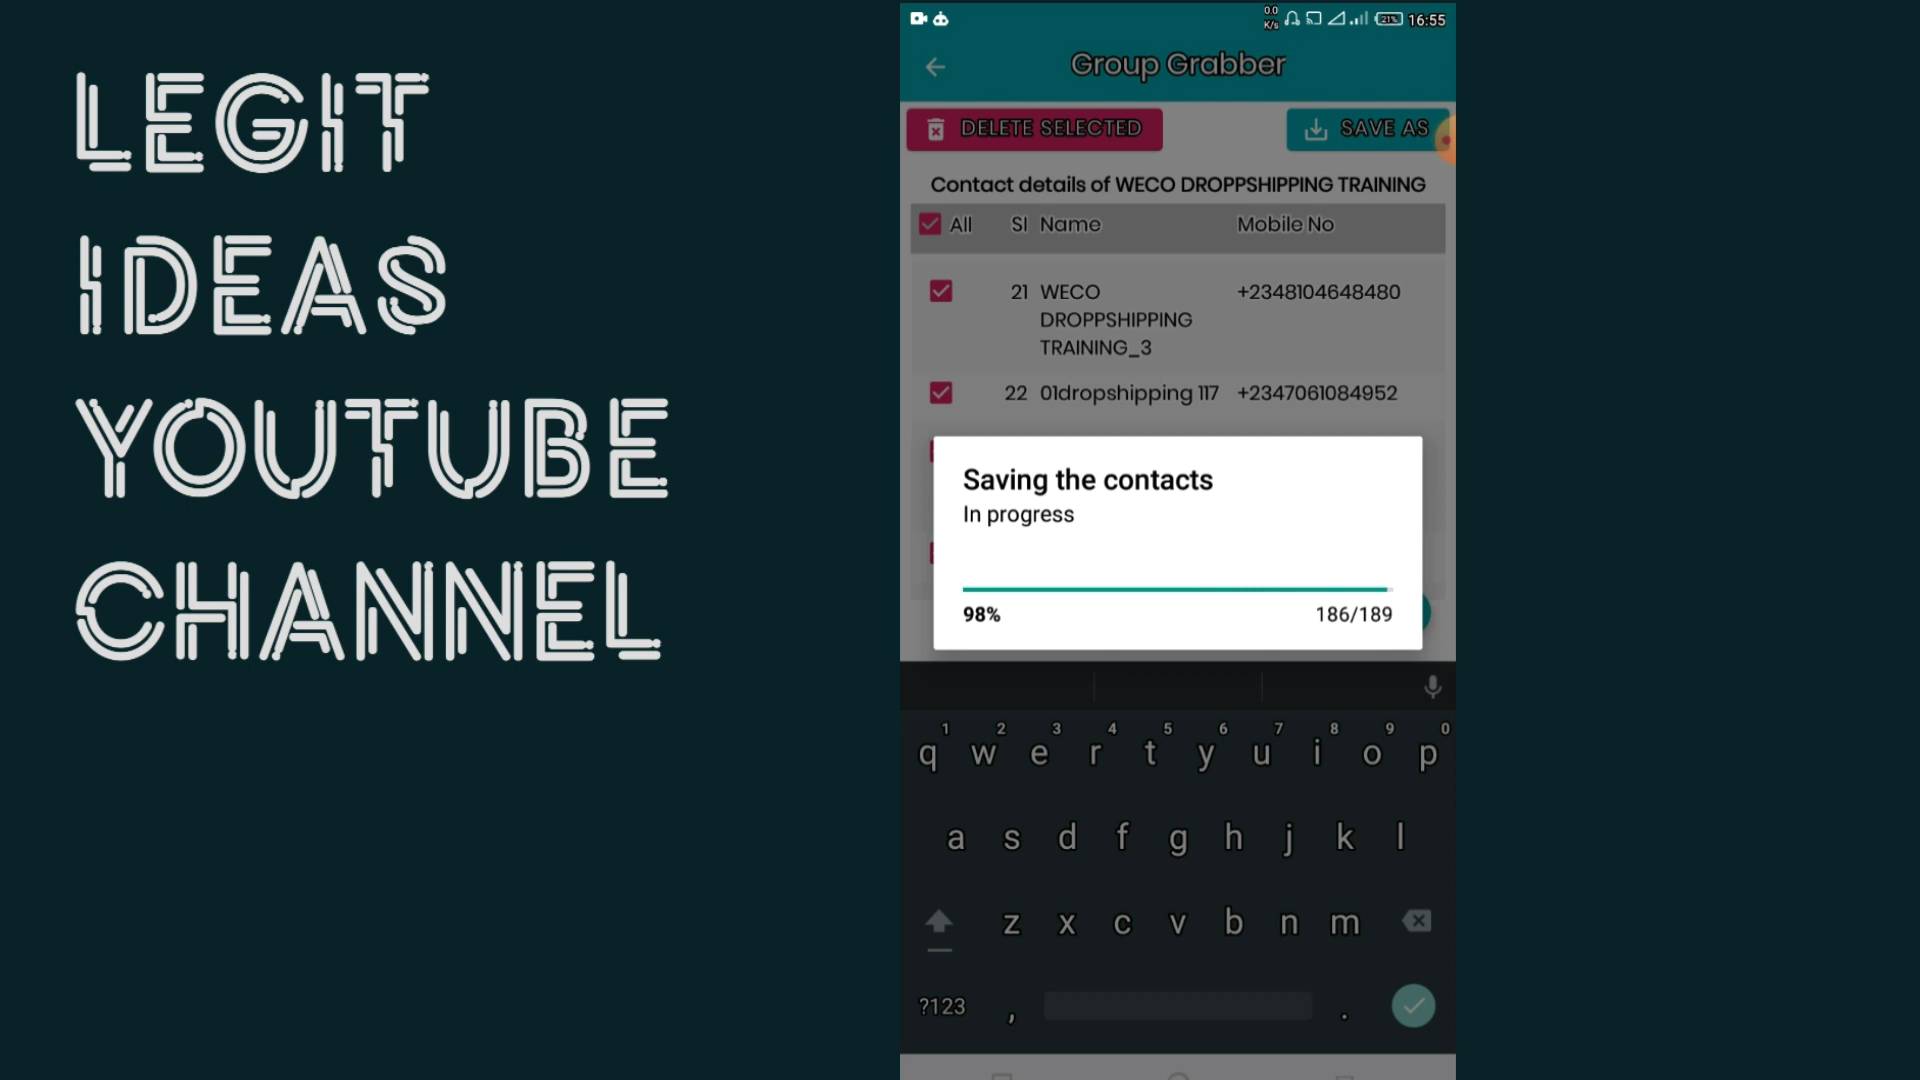 LEGIT
IDEAS
YOUTUBE
CHANNEL
0.0
K/s
21%
16:55
Group Grabber
DELETE SELECTED
SAVE AS
Contact details of WECO DROPPSHIPPING TRAINING
All SI Name Mobile No
21 WECO DROPPSHIPPING TRAINING_3 +2348104648480
22 01dropshipping 117 +2347061084952
Saving the contacts
In progress
98% 186/189
1 2 3 4 5 6 7 8 9 0
q w e r t y u i o p
a s d f g h j k l
z x c v b n m
?123 , .